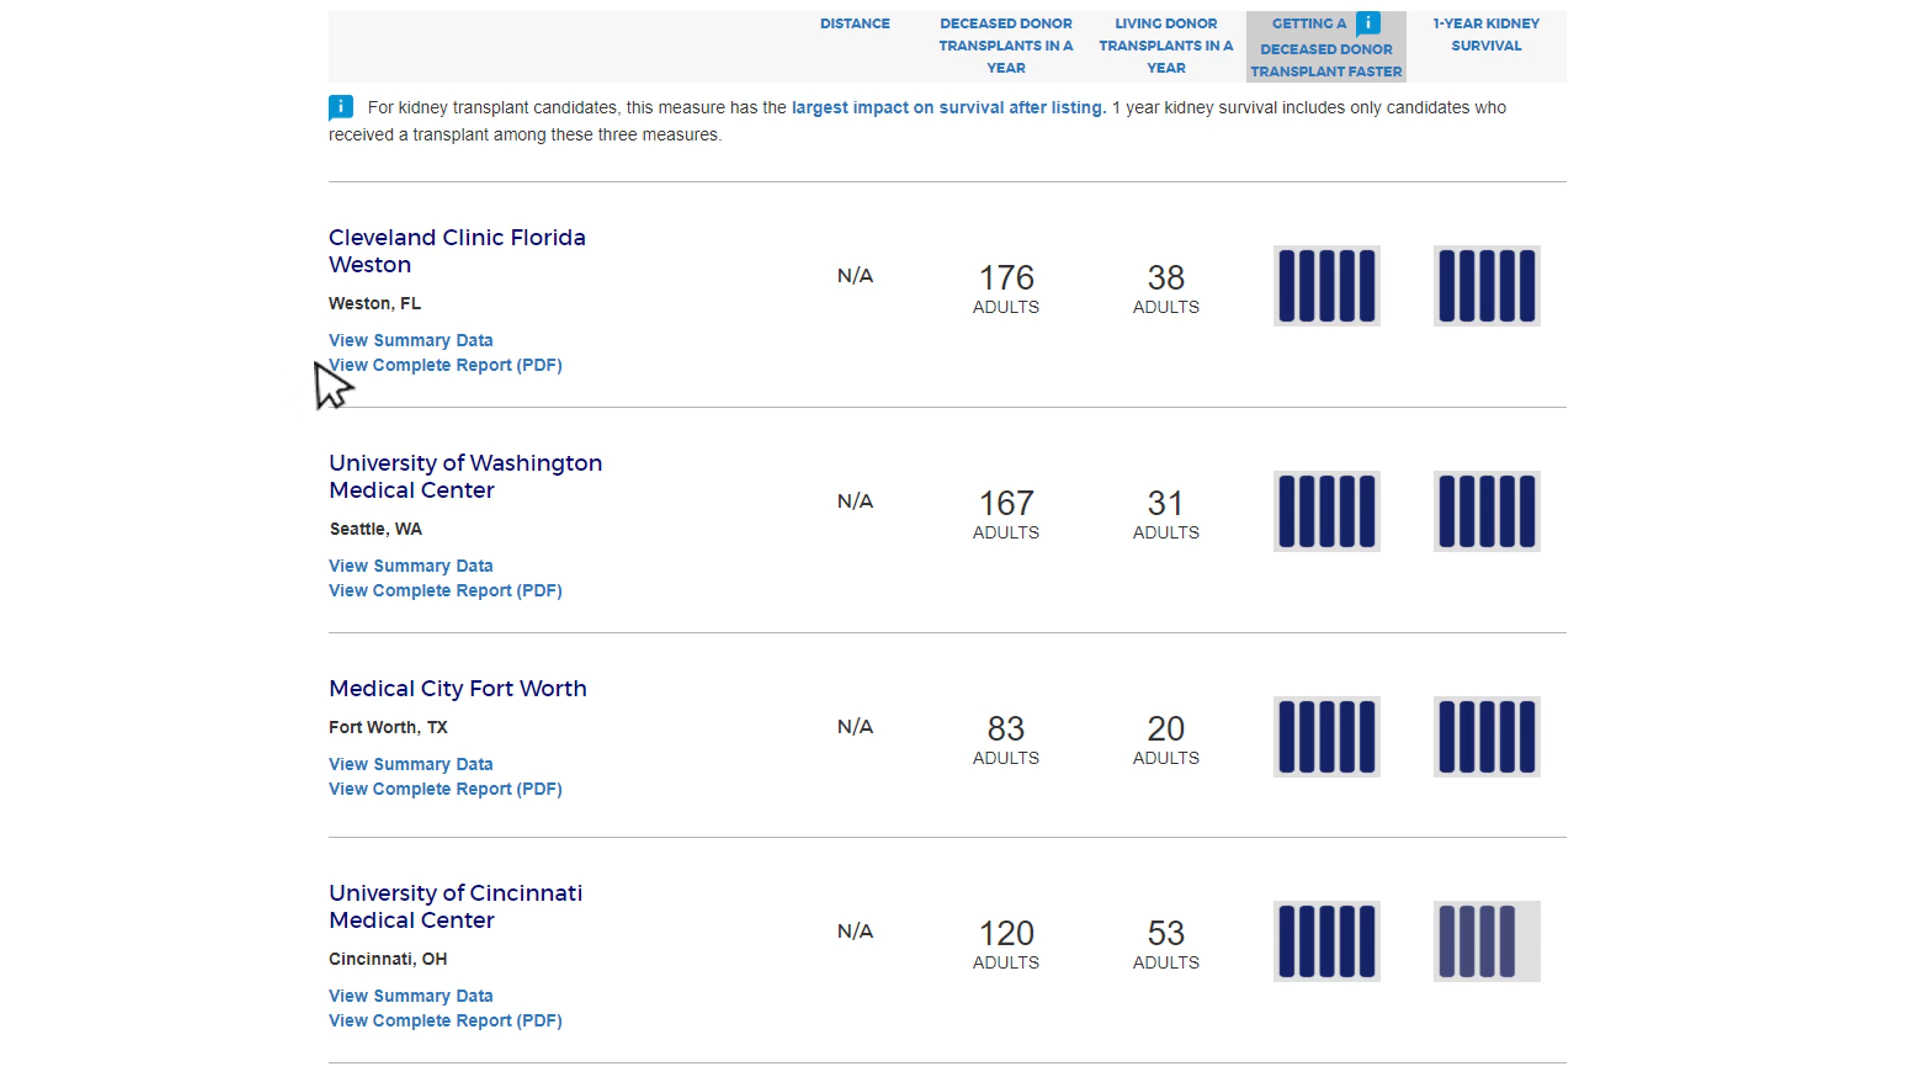 DISTANCE
DECEASED DONOR
TRANSPLANTS IN A
YEAR
LIVING DONOR
TRANSPLANTS IN A
YEAR
GETTING A i
DECEASED DONOR
TRANSPLANT FASTER
1-YEAR KIDNEY
SURVIVAL
i For kidney transplant candidates, this measure has the largest impact on survival after listing. 1 year kidney survival includes only candidates who
received a transplant among these three measures.
Cleveland Clinic Florida
Weston
Weston, FL
View Summary Data
View Complete Report (PDF)
N/A
176
ADULTS
38
ADULTS
University of Washington
Medical Center
Seattle, WA
View Summary Data
View Complete Report (PDF)
N/A
167
ADULTS
31
ADULTS
Medical City Fort Worth
Fort Worth, TX
View Summary Data
View Complete Report (PDF)
N/A
83
ADULTS
20
ADULTS
University of Cincinnati
Medical Center
Cincinnati, OH
View Summary Data
View Complete Report (PDF)
N/A
120
ADULTS
53
ADULTS